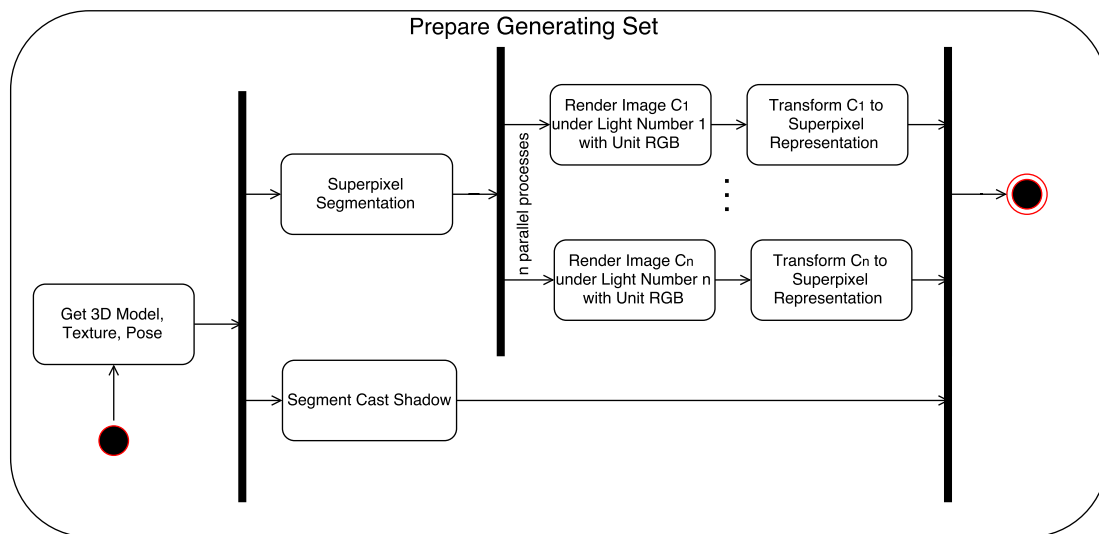 Prepare Generating Set
Render Image C1
under Light Number 1
with Unit RGB
Transform C1 to
Superpixel
Representation
n parallel processes
Superpixel
Segmentation
Render Image Cn
under Light Number n
with Unit RGB
Transform Cn to
Superpixel
Representation
Get 3D Model,
Texture, Pose
Segment Cast Shadow